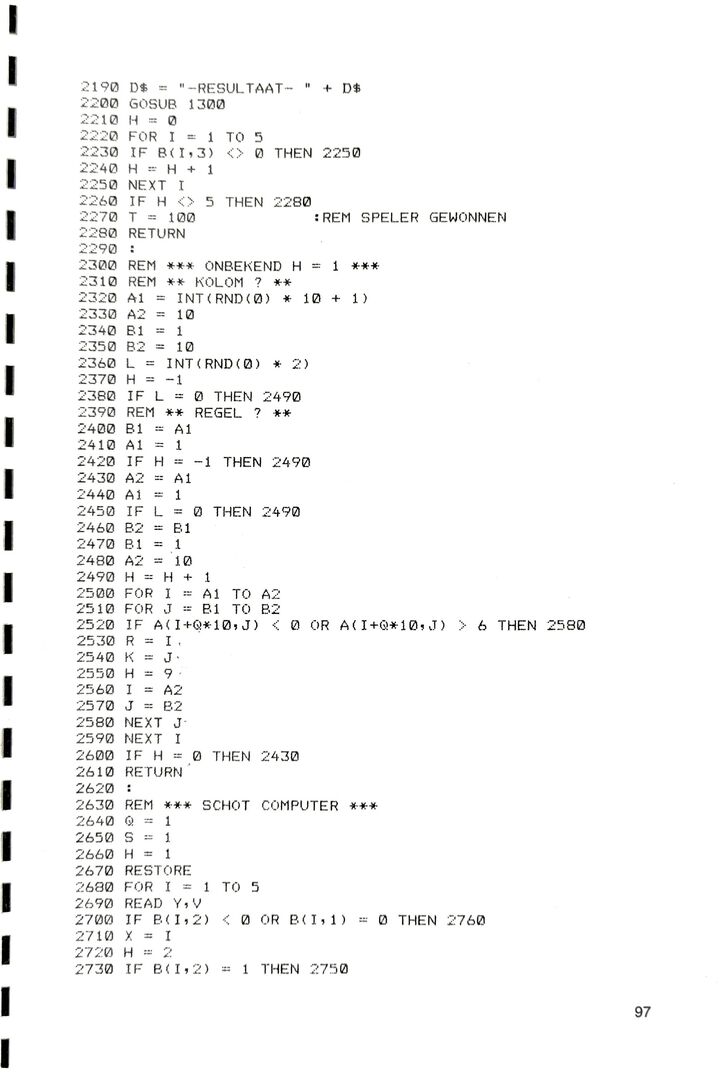 2190 D$ = "-RESULTAAT- " + D$
2200 GOSUB 1300
2210 H = 0
2220 FOR I = 1 TO 5
2230 IF B(I,3) <> 0 THEN 2250
2240 H = H + 1
2250 NEXT I
2260 IF H <> 5 THEN 2280
2270 T = 100 :REM SPELER GEWONNEN
2280 RETURN
2290 :
2300 REM *** ONBEKEND H = 1 ***
2310 REM ** KOLOM ? **
2320 A1 = INT(RND(0) * 10 + 1)
2330 A2 = 10
2340 B1 = 1
2350 B2 = 10
2360 L = INT(RND(0) * 2)
2370 H = -1
2380 IF L = 0 THEN 2490
2390 REM ** REGEL ? **
2400 B1 = A1
2410 A1 = 1
2420 IF H = -1 THEN 2490
2430 A2 = A1
2440 A1 = 1
2450 IF L = 0 THEN 2490
2460 B2 = B1
2470 B1 = 1
2480 A2 = 10
2490 H = H + 1
2500 FOR I = A1 TO A2
2510 FOR J = B1 TO B2
2520 IF A(I+Q*10,J) < 0 OR A(I+Q*10,J) > 6 THEN 2580
2530 R = I
2540 K = J
2550 H = 9
2560 I = A2
2570 J = B2
2580 NEXT J
2590 NEXT I
2600 IF H = 0 THEN 2430
2610 RETURN
2620 :
2630 REM *** SCHOT COMPUTER ***
2640 Q = 1
2650 S = 1
2660 H = 1
2670 RESTORE
2680 FOR I = 1 TO 5
2690 READ Y,V
2700 IF B(I,2) < 0 OR B(I,1) = 0 THEN 2760
2710 X = I
2720 H = 2
2730 IF B(I,2) = 1 THEN 2750
97